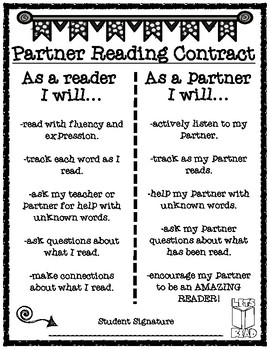 Partner Reading Contract
As a reader
I will...
-read with fluency and
expression.
-track each word as I
read.
-ask my teacher or
partner for help with
unknown words.
-ask questions about
what I read.
-make connections
about what I read.
As a partner
I will...
-actively listen to my
partner.
-track as my partner
reads.
-help my partner with
unknown words.
-ask my partner
questions about what
has been read.
-encourage my partner
to be an AMAZING
READER!
Student Signature
LET'S
READ